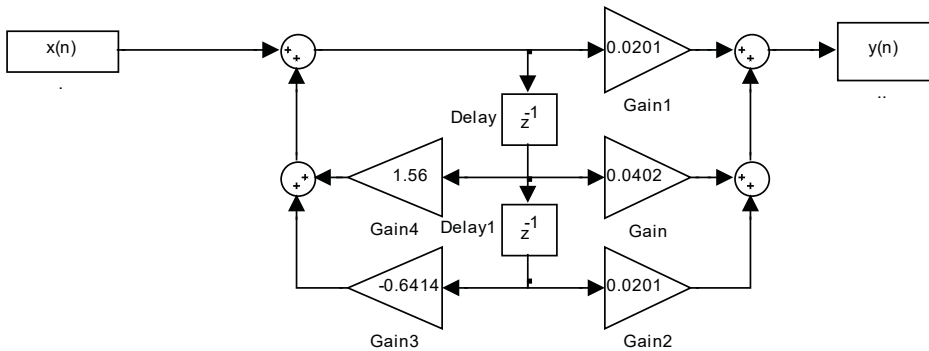 x(n)
.
+
+
0.0201
Gain1
+
+
y(n)
..
Delay
z-1
+
+
1.56
Gain4
0.0402
Gain
+
+
Delay1
z-1
-0.6414
Gain3
0.0201
Gain2